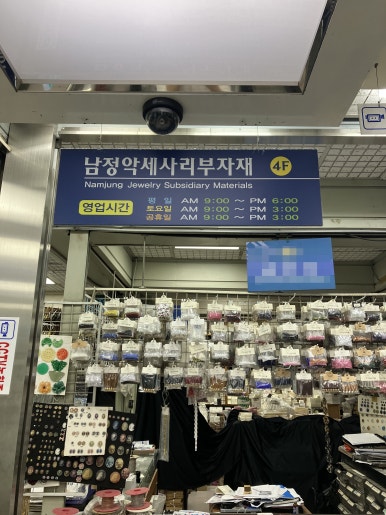 남정악세사리부자재 4F
Namjung Jewelry Subsidiary Materials
영업시간
평 일 AM 9:00 ~ PM 6:00
토요일 AM 9:00 ~ PM 3:00
공휴일 AM 9:00 ~ PM 3:00
CCTV